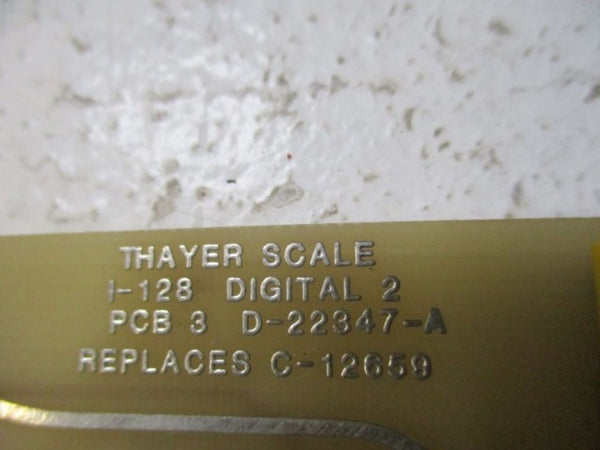 THAYER SCALE
I-128 DIGITAL 2
PCB 3 D-22347-A
REPLACES C-12659